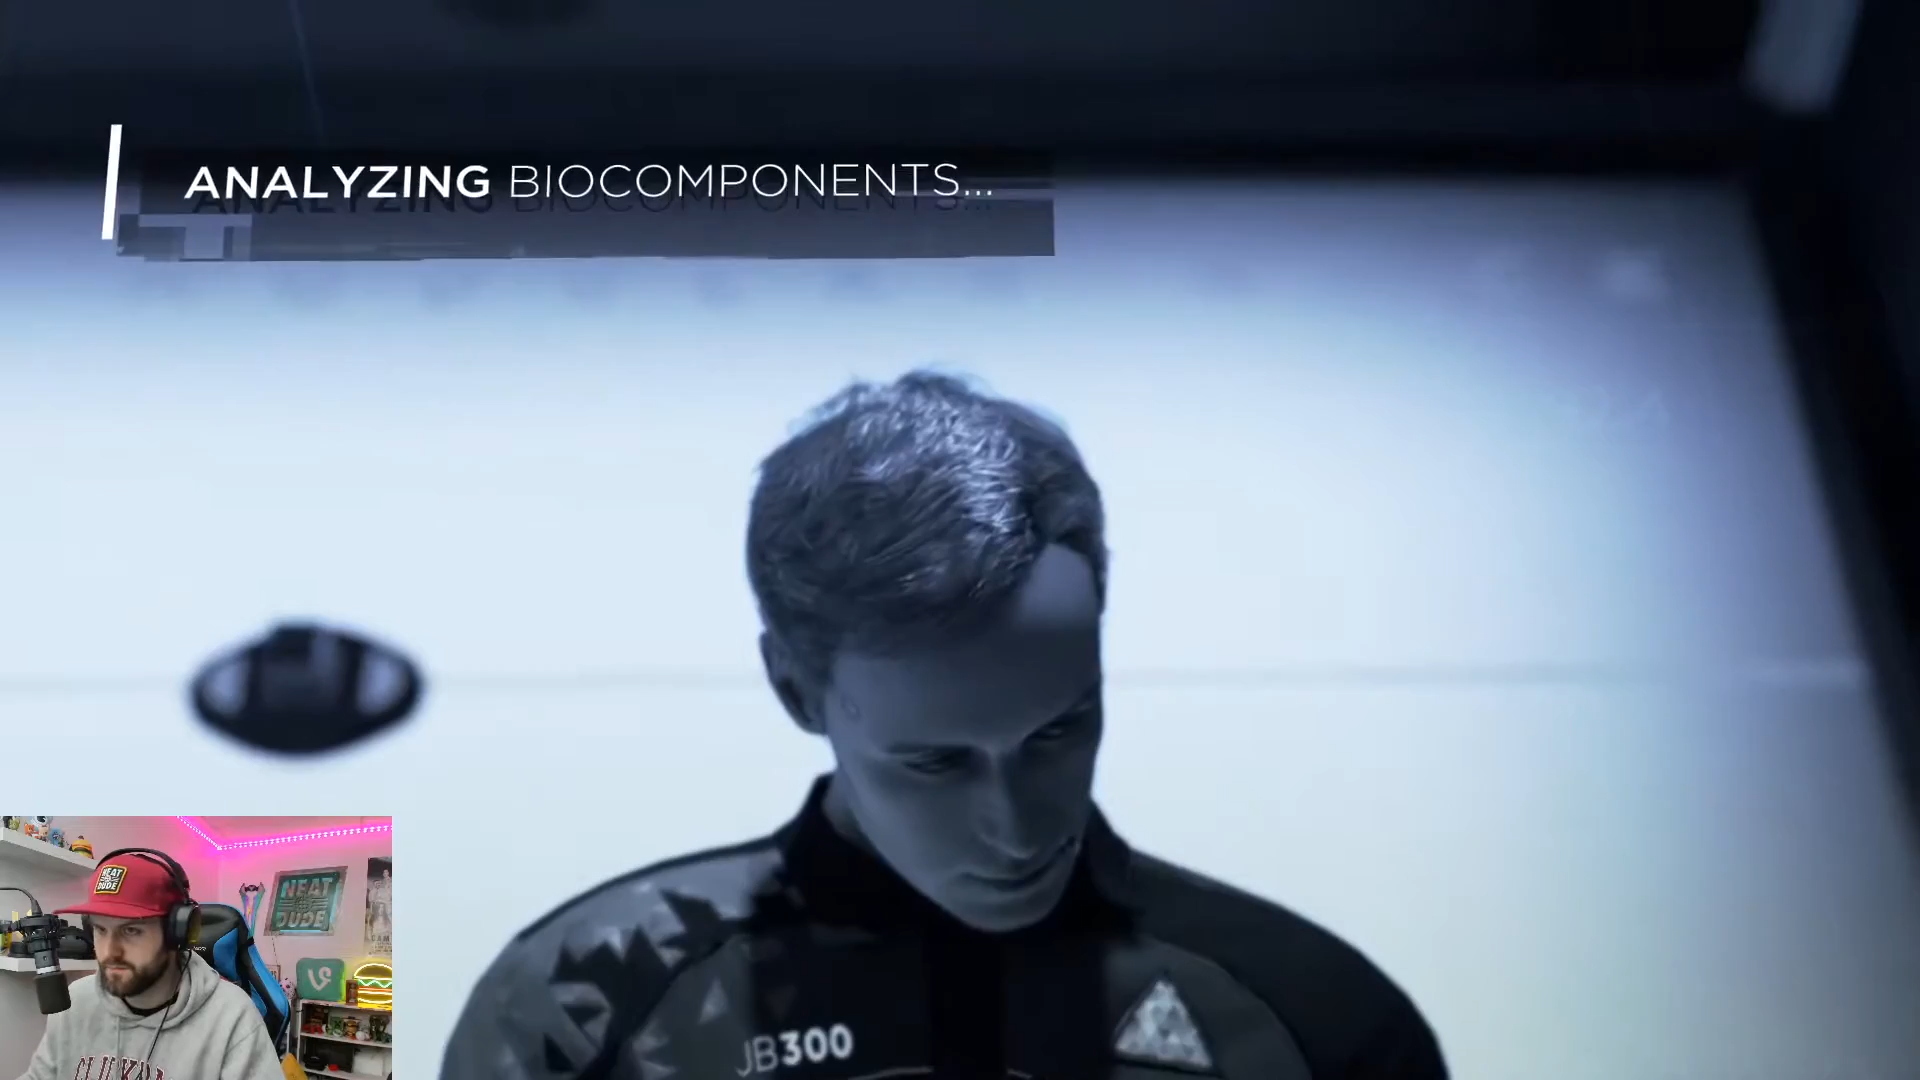 ANALYZING BIOCOMPONENTS...
JB300
NEAT
DUDE
NEAT
DUDE